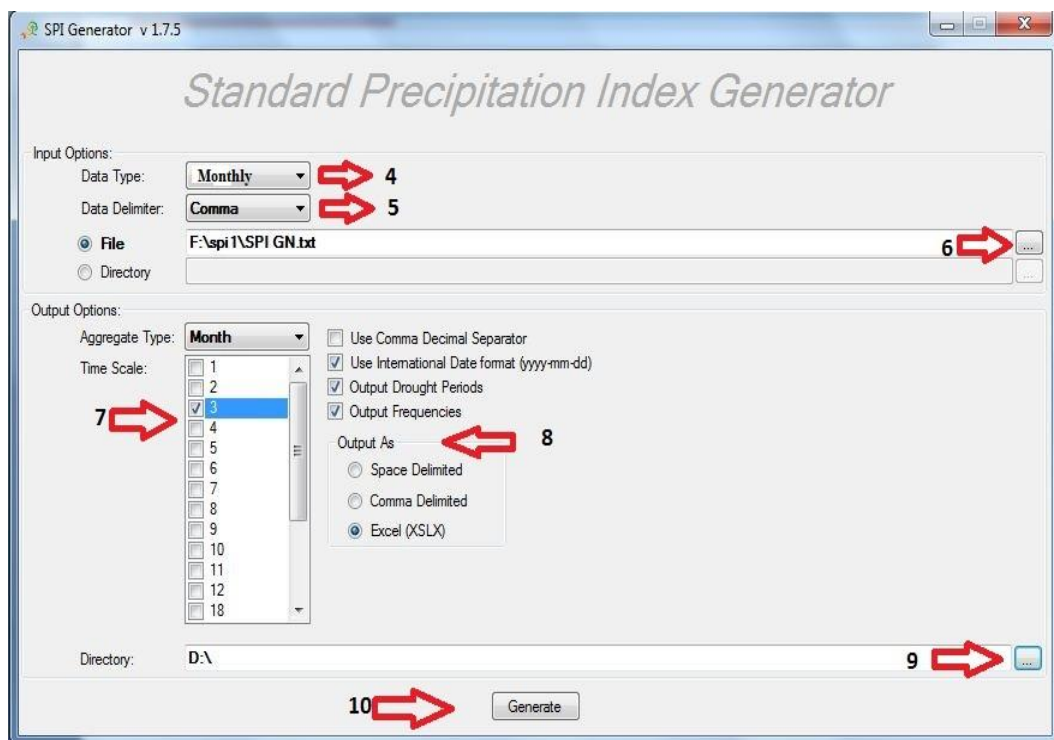 SPI Generator v 1.7.5
X
Standard Precipitation Index Generator
Input Options:
Data Type: Monthly 4
Data Delimiter: Comma 5
File F:\spi1\SPI GN.txt 6 ...
Directory ...
Output Options:
Aggregate Type: Month Use Comma Decimal Separator
Time Scale: 1 Use International Date format (yyyy-mm-dd)
2 Output Drought Periods
7 3 Output Frequencies
4
5 Output As 8
6 Space Delimited
7
8 Comma Delimited
9 Excel (XSLX)
10
11
12
18
Directory: D:\ 9 ...
10 Generate